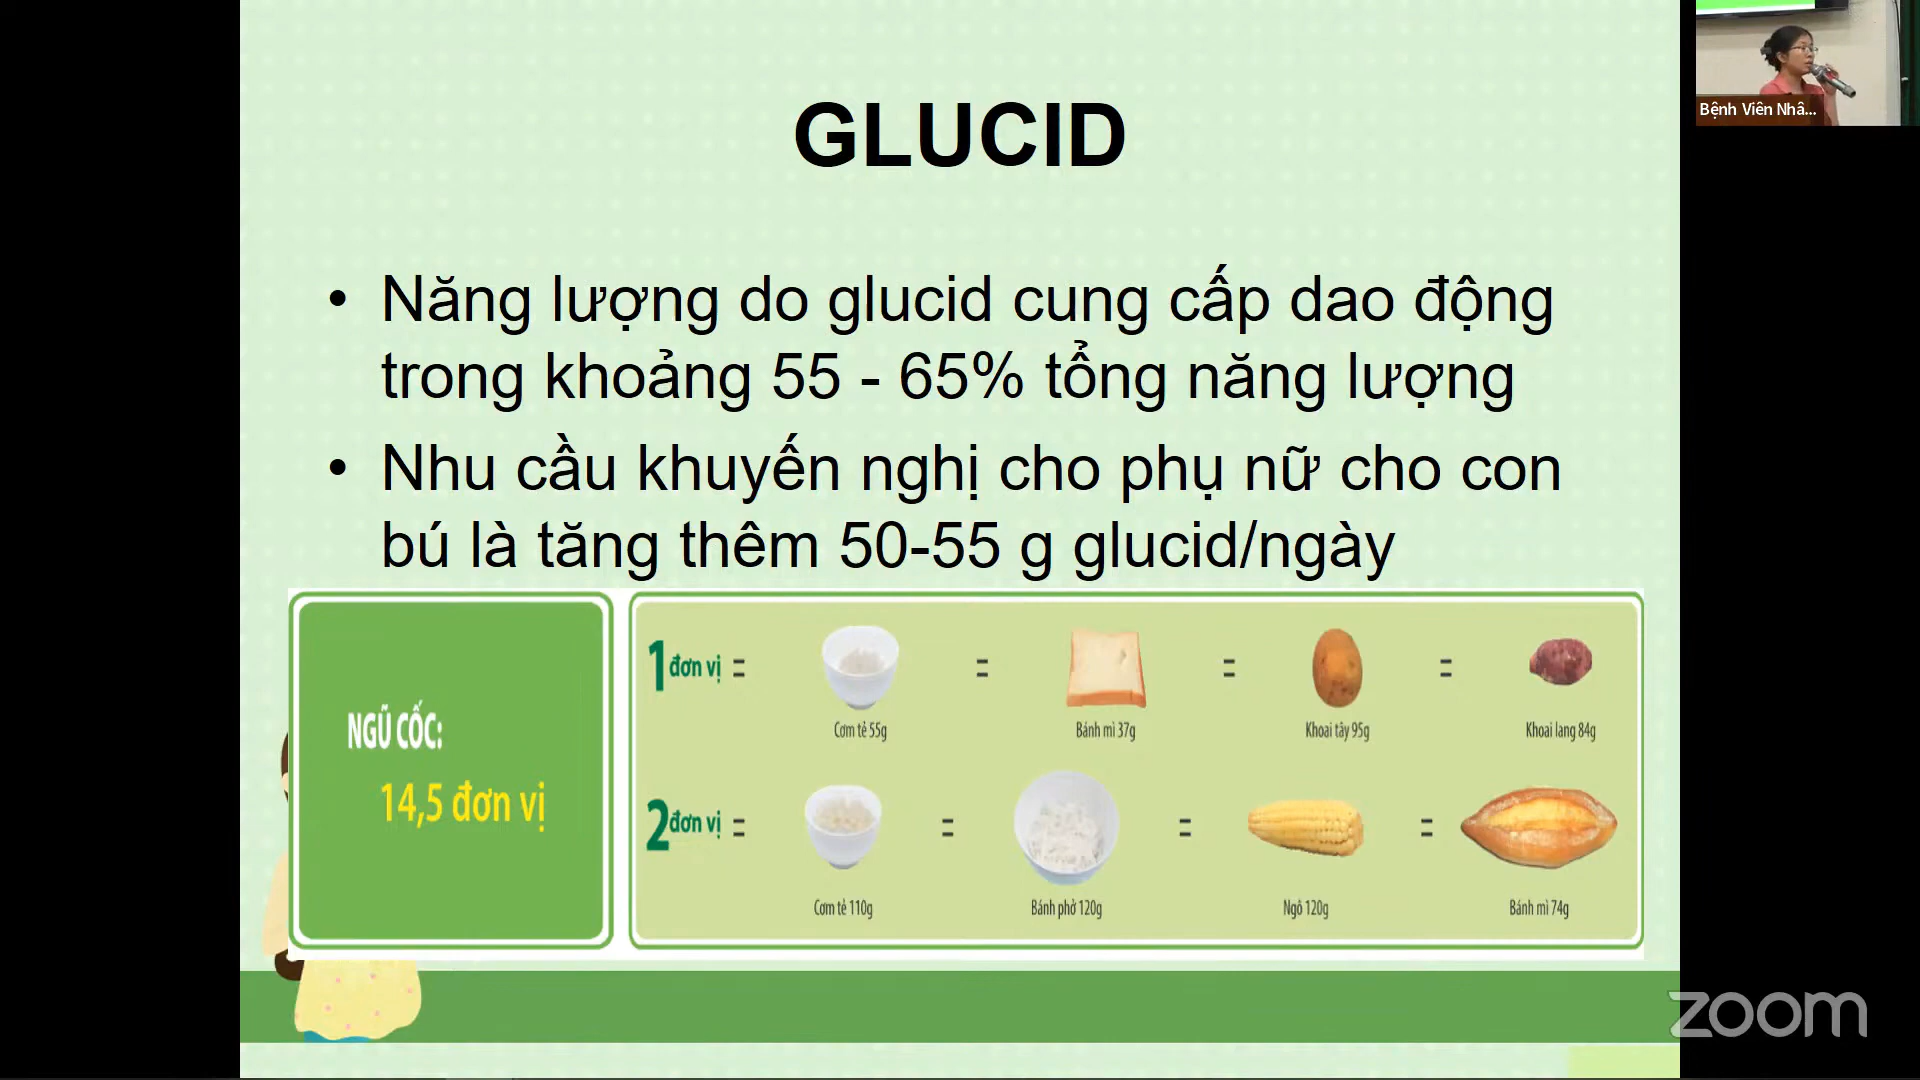 Bệnh Viên Nhâ...
GLUCID
• Năng lượng do glucid cung cấp dao động
trong khoảng 55 - 65% tổng năng lượng
• Nhu cầu khuyến nghị cho phụ nữ cho con
bú là tăng thêm 50-55 g glucid/ngày
NGŨ CỐC:
14,5 đơn vị
1 đơn vị = = = =
Cơm tẻ 55g Bánh mì 37g Khoai tây 95g Khoai lang 84g
2 đơn vị = = = =
Cơm tẻ 110g Bánh phở 120g Ngô 120g Bánh mì 74g
zoom